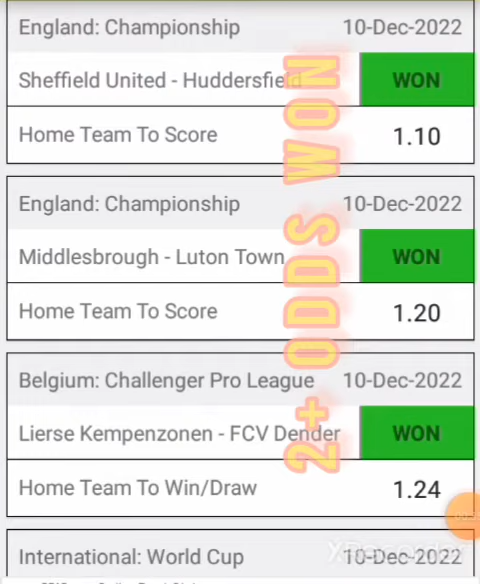 England: Championship 10-Dec-2022
Sheffield United - Huddersfield WON
Home Team To Score 1.10
England: Championship 10-Dec-2022
Middlesbrough - Luton Town WON
Home Team To Score 1.20
Belgium: Challenger Pro League 10-Dec-2022
Lierse Kempenzonen - FCV Dender WON
Home Team To Win/Draw 1.24
International: World Cup 10-Dec-2022
2+ ODDS WON